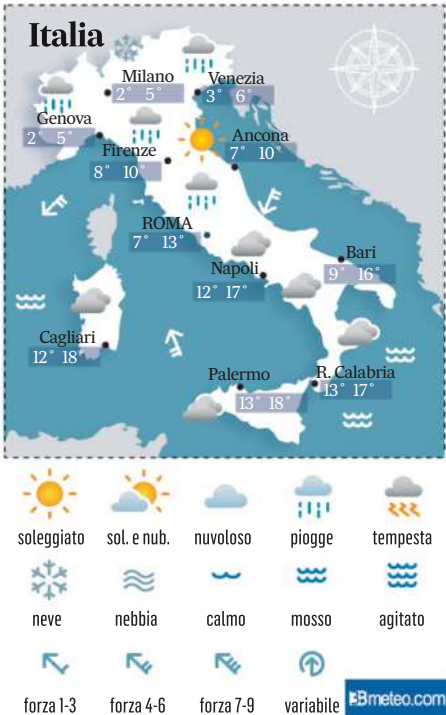 Italia
Milano
2° 5°
Venezia
3° 6°
Genova
2° 5°
Firenze
8° 10°
Ancona
7° 10°
ROMA
7° 13°
Napoli
12° 17°
Bari
9° 16°
Cagliari
12° 18°
Palermo
13° 18°
R. Calabria
13° 17°
soleggiato sol. e nub. nuvoloso piogge tempesta
neve nebbia calmo mosso agitato
forza 1-3 forza 4-6 forza 7-9 variabile
3Bmeteo.com